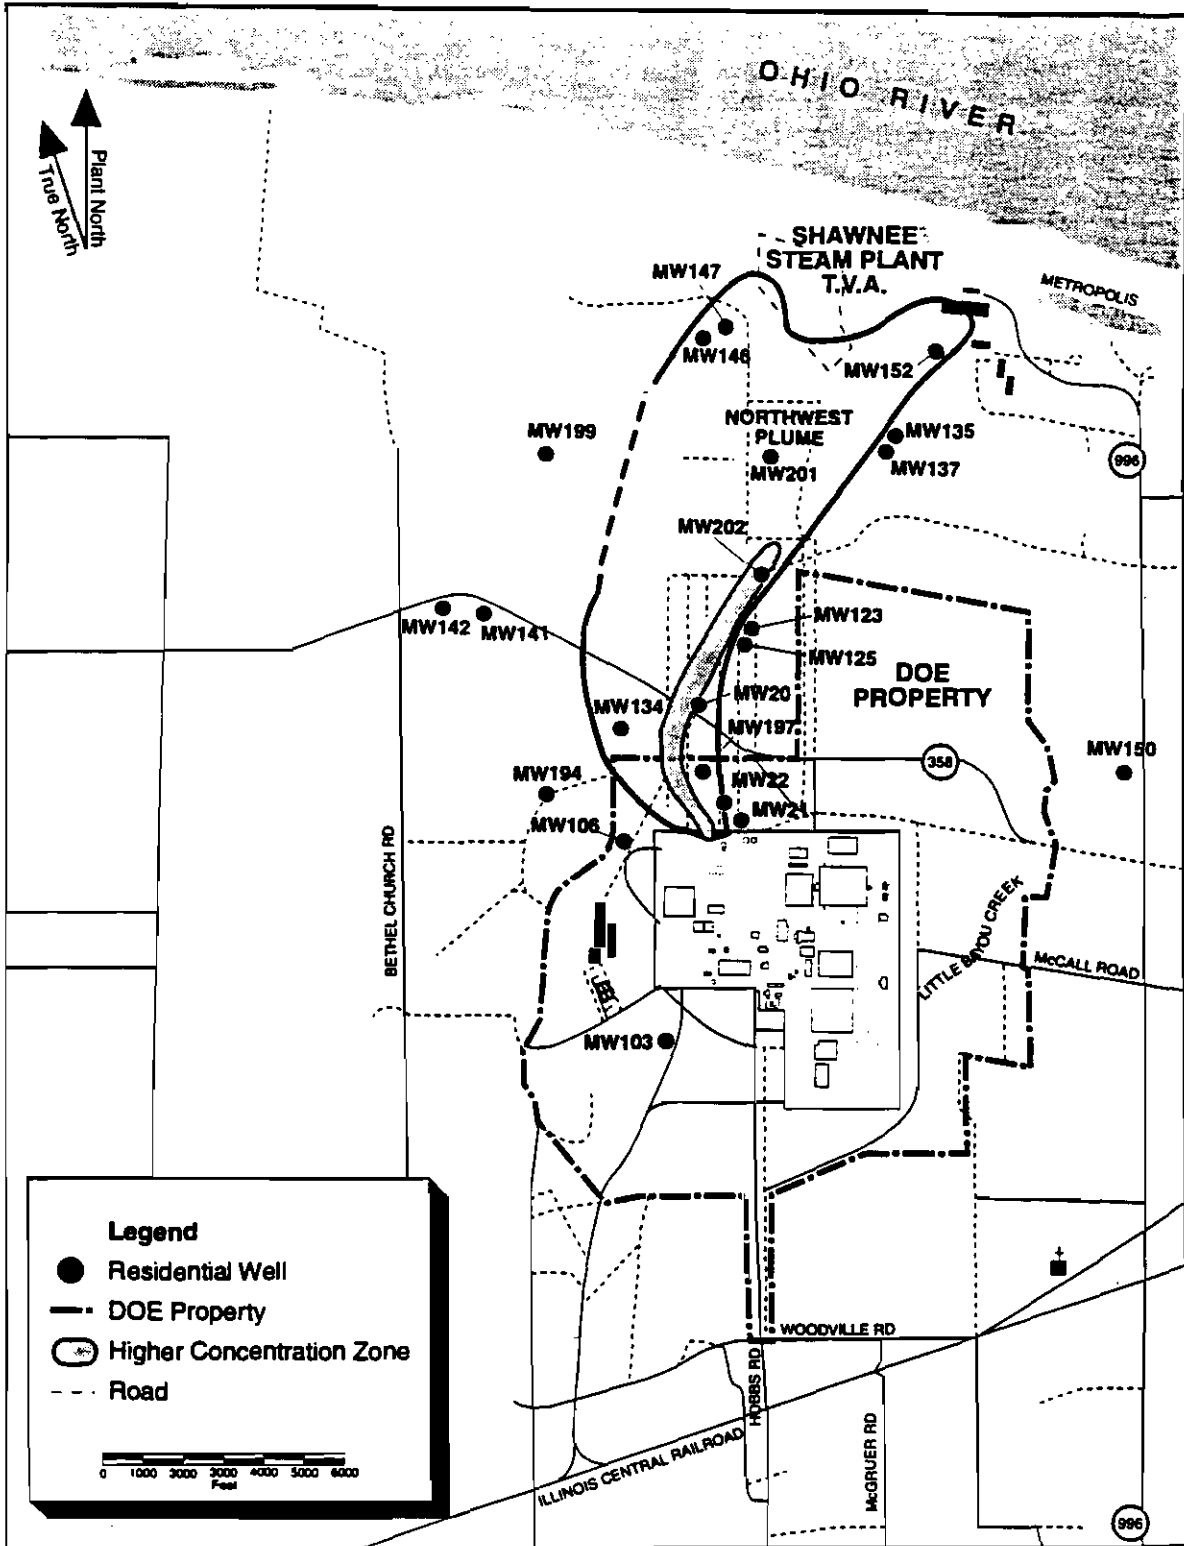 OHIO RIVER
Plant North
True North
SHAWNEE
STEAM PLANT
T.V.A.
METROPOLIS
MW147
MW146
MW152
NORTHWEST
PLUME
MW199
MW201
MW135
MW137
996
MW202
MW142
MW141
MW123
MW125
DOE
PROPERTY
MW20
MW134
MW197
MW150
358
MW194
MW22
MW21
MW106
BETHEL CHURCH RD
LITTLE BAYOU CREEK
McCALL ROAD
MW103
Legend
Residential Well
DOE Property
Higher Concentration Zone
Road
0 1000 3000 3000 4000 5000 6000
Feet
WOODVILLE RD
HOBBS RD
McGRUER RD
ILLINOIS CENTRAL RAILROAD
996